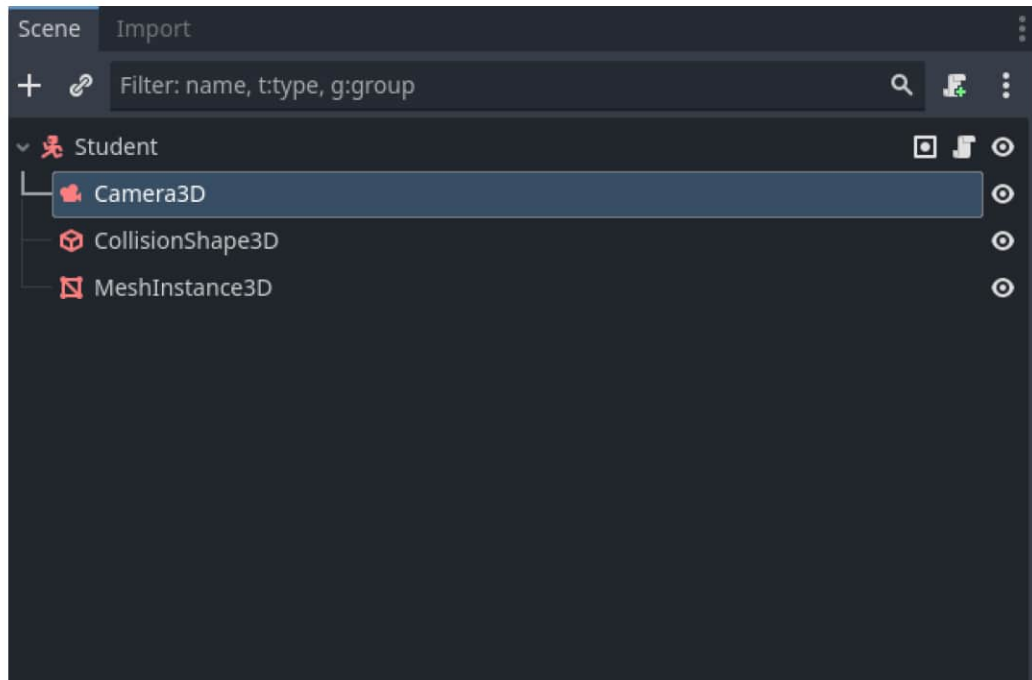 Scene Import
Filter: name, t:type, g:group
Student
Camera3D
CollisionShape3D
MeshInstance3D